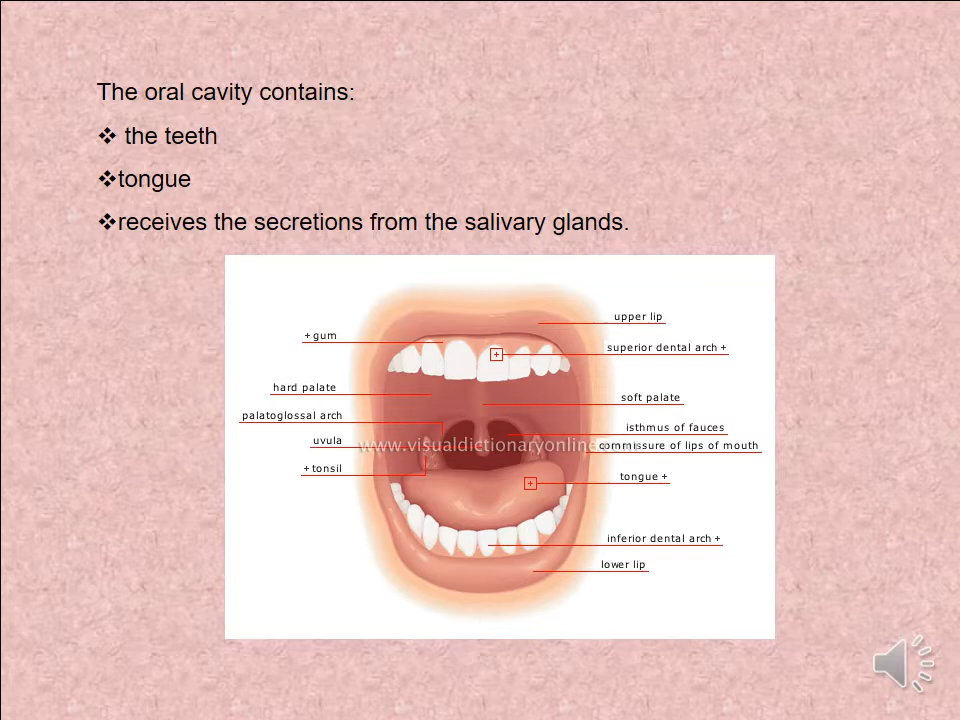 The oral cavity contains:
❖ the teeth
❖tongue
❖receives the secretions from the salivary glands.
upper lip
+ gum
superior dental arch +
hard palate
soft palate
palatoglossal arch
isthmus of fauces
uvula
www.visualdictionaryonline
commissure of lips of mouth
+ tonsil
tongue +
inferior dental arch +
lower lip